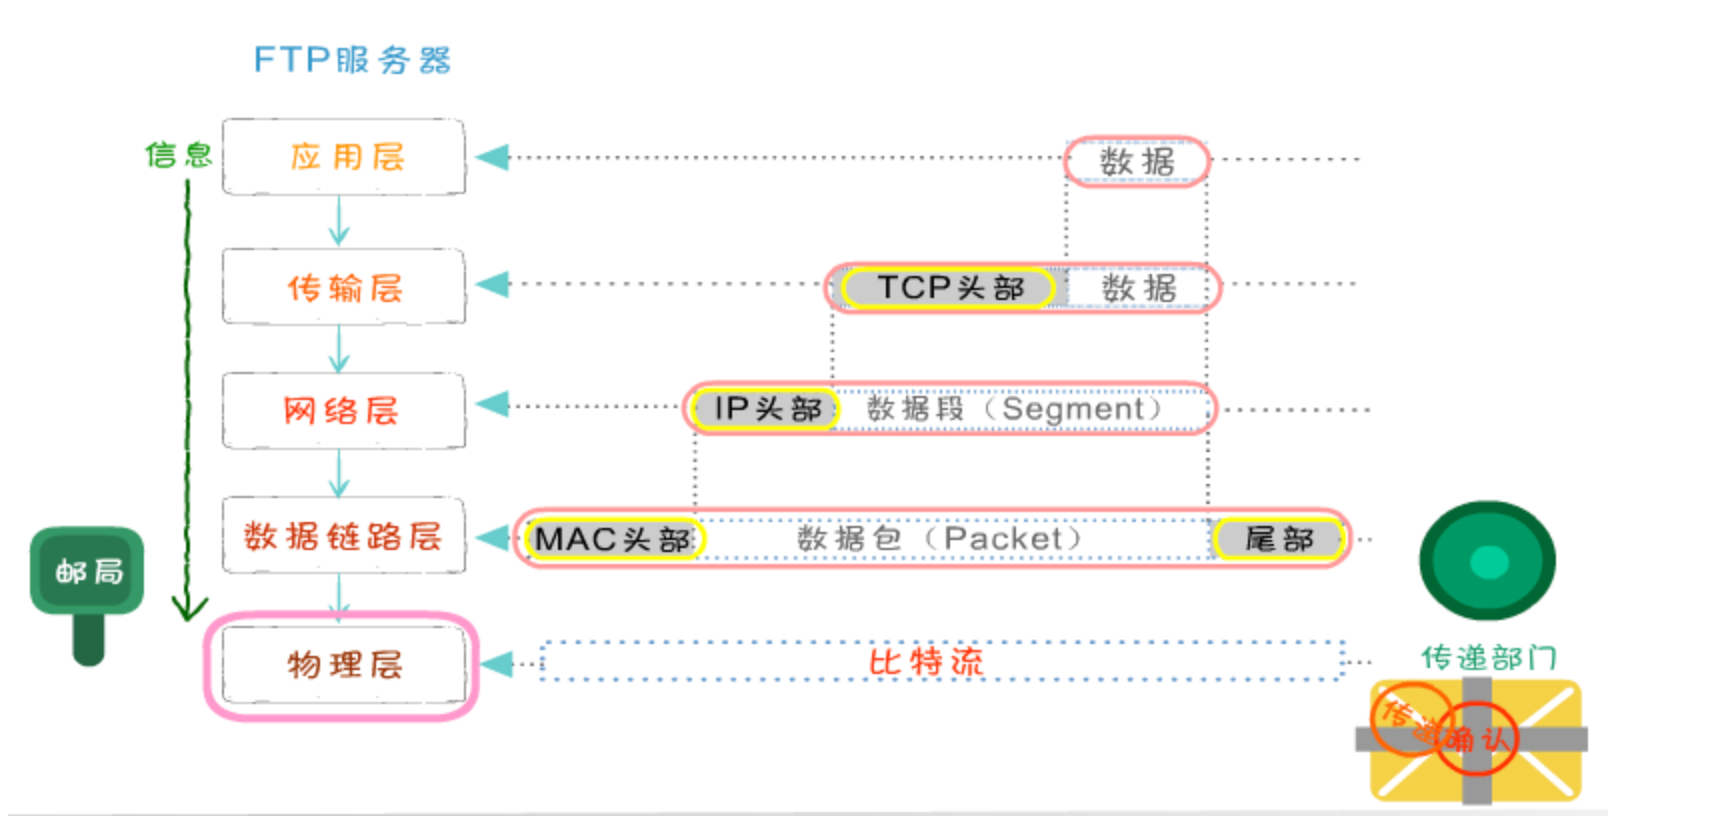 FTP服务器
信息
应用层
数据
传输层
TCP头部 数据
网络层
IP头部 数据段（Segment）
数据链路层
MAC头部 数据包（Packet） 尾部
邮局
物理层
比特流
传递部门
传递
确认